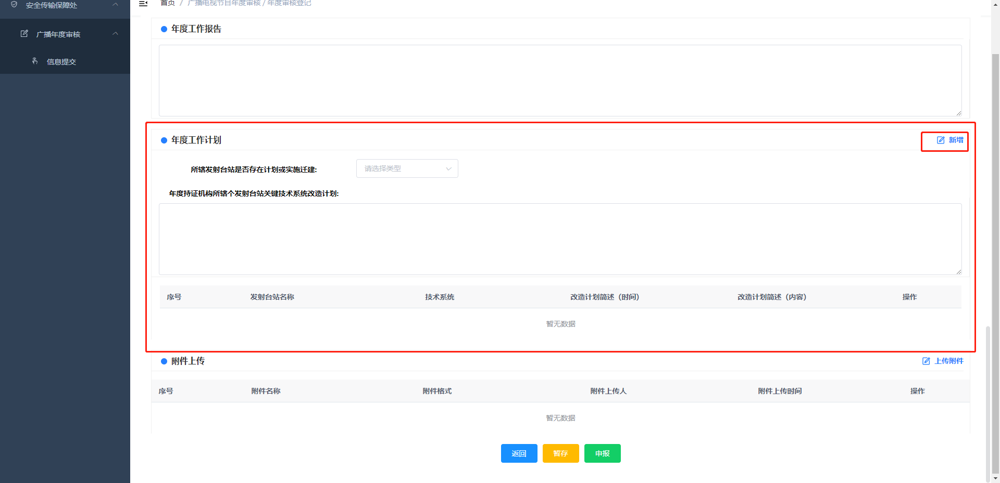 安全传输保障处
广播年度审核
信息提交
首页 / 广播电视节目年度审核 / 年度审核登记
年度工作报告
年度工作计划
新增
所辖发射台站是否存在计划或实施迁建:
请选择类型
年度持证机构所辖个发射台站关键技术系统改造计划:
序号 发射台站名称 技术系统 改造计划简述（时间） 改造计划简述（内容） 操作
暂无数据
附件上传
上传附件
序号 附件名称 附件格式 附件上传人 附件上传时间 操作
暂无数据
返回 暂存 申报